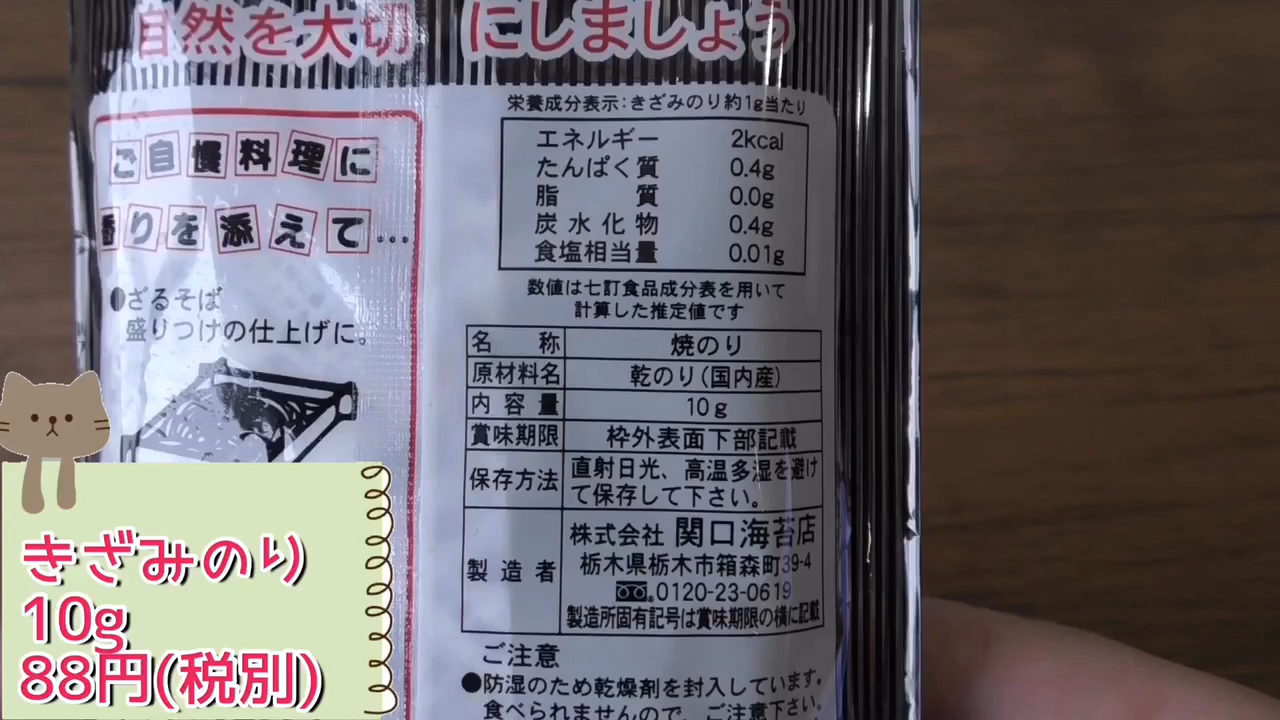 自然を大切にしましょう
ご自慢料理に
香りを添えて…
●ざるそば
盛りつけの仕上げに。
栄養成分表示:きざみのり約1g当たり
エネルギー 2kcal
たんぱく質 0.4g
脂質 0.0g
炭水化物 0.4g
食塩相当量 0.01g
数値は七訂食品成分表を用いて
計算した推定値です
名称 焼のり
原材料名 乾のり(国内産)
内容量 10g
賞味期限 枠外表面下部記載
保存方法 直射日光、高温多湿を避け
て保存して下さい。
製造者 株式会社 関口海苔店
栃木県栃木市箱森町39-4
0120-23-0619
製造所固有記号は賞味期限の横に記載
ご注意
●防湿のため乾燥剤を封入しています。
食べられませんので、ご注意下さい。
きざみのり
10g
88円(税別)